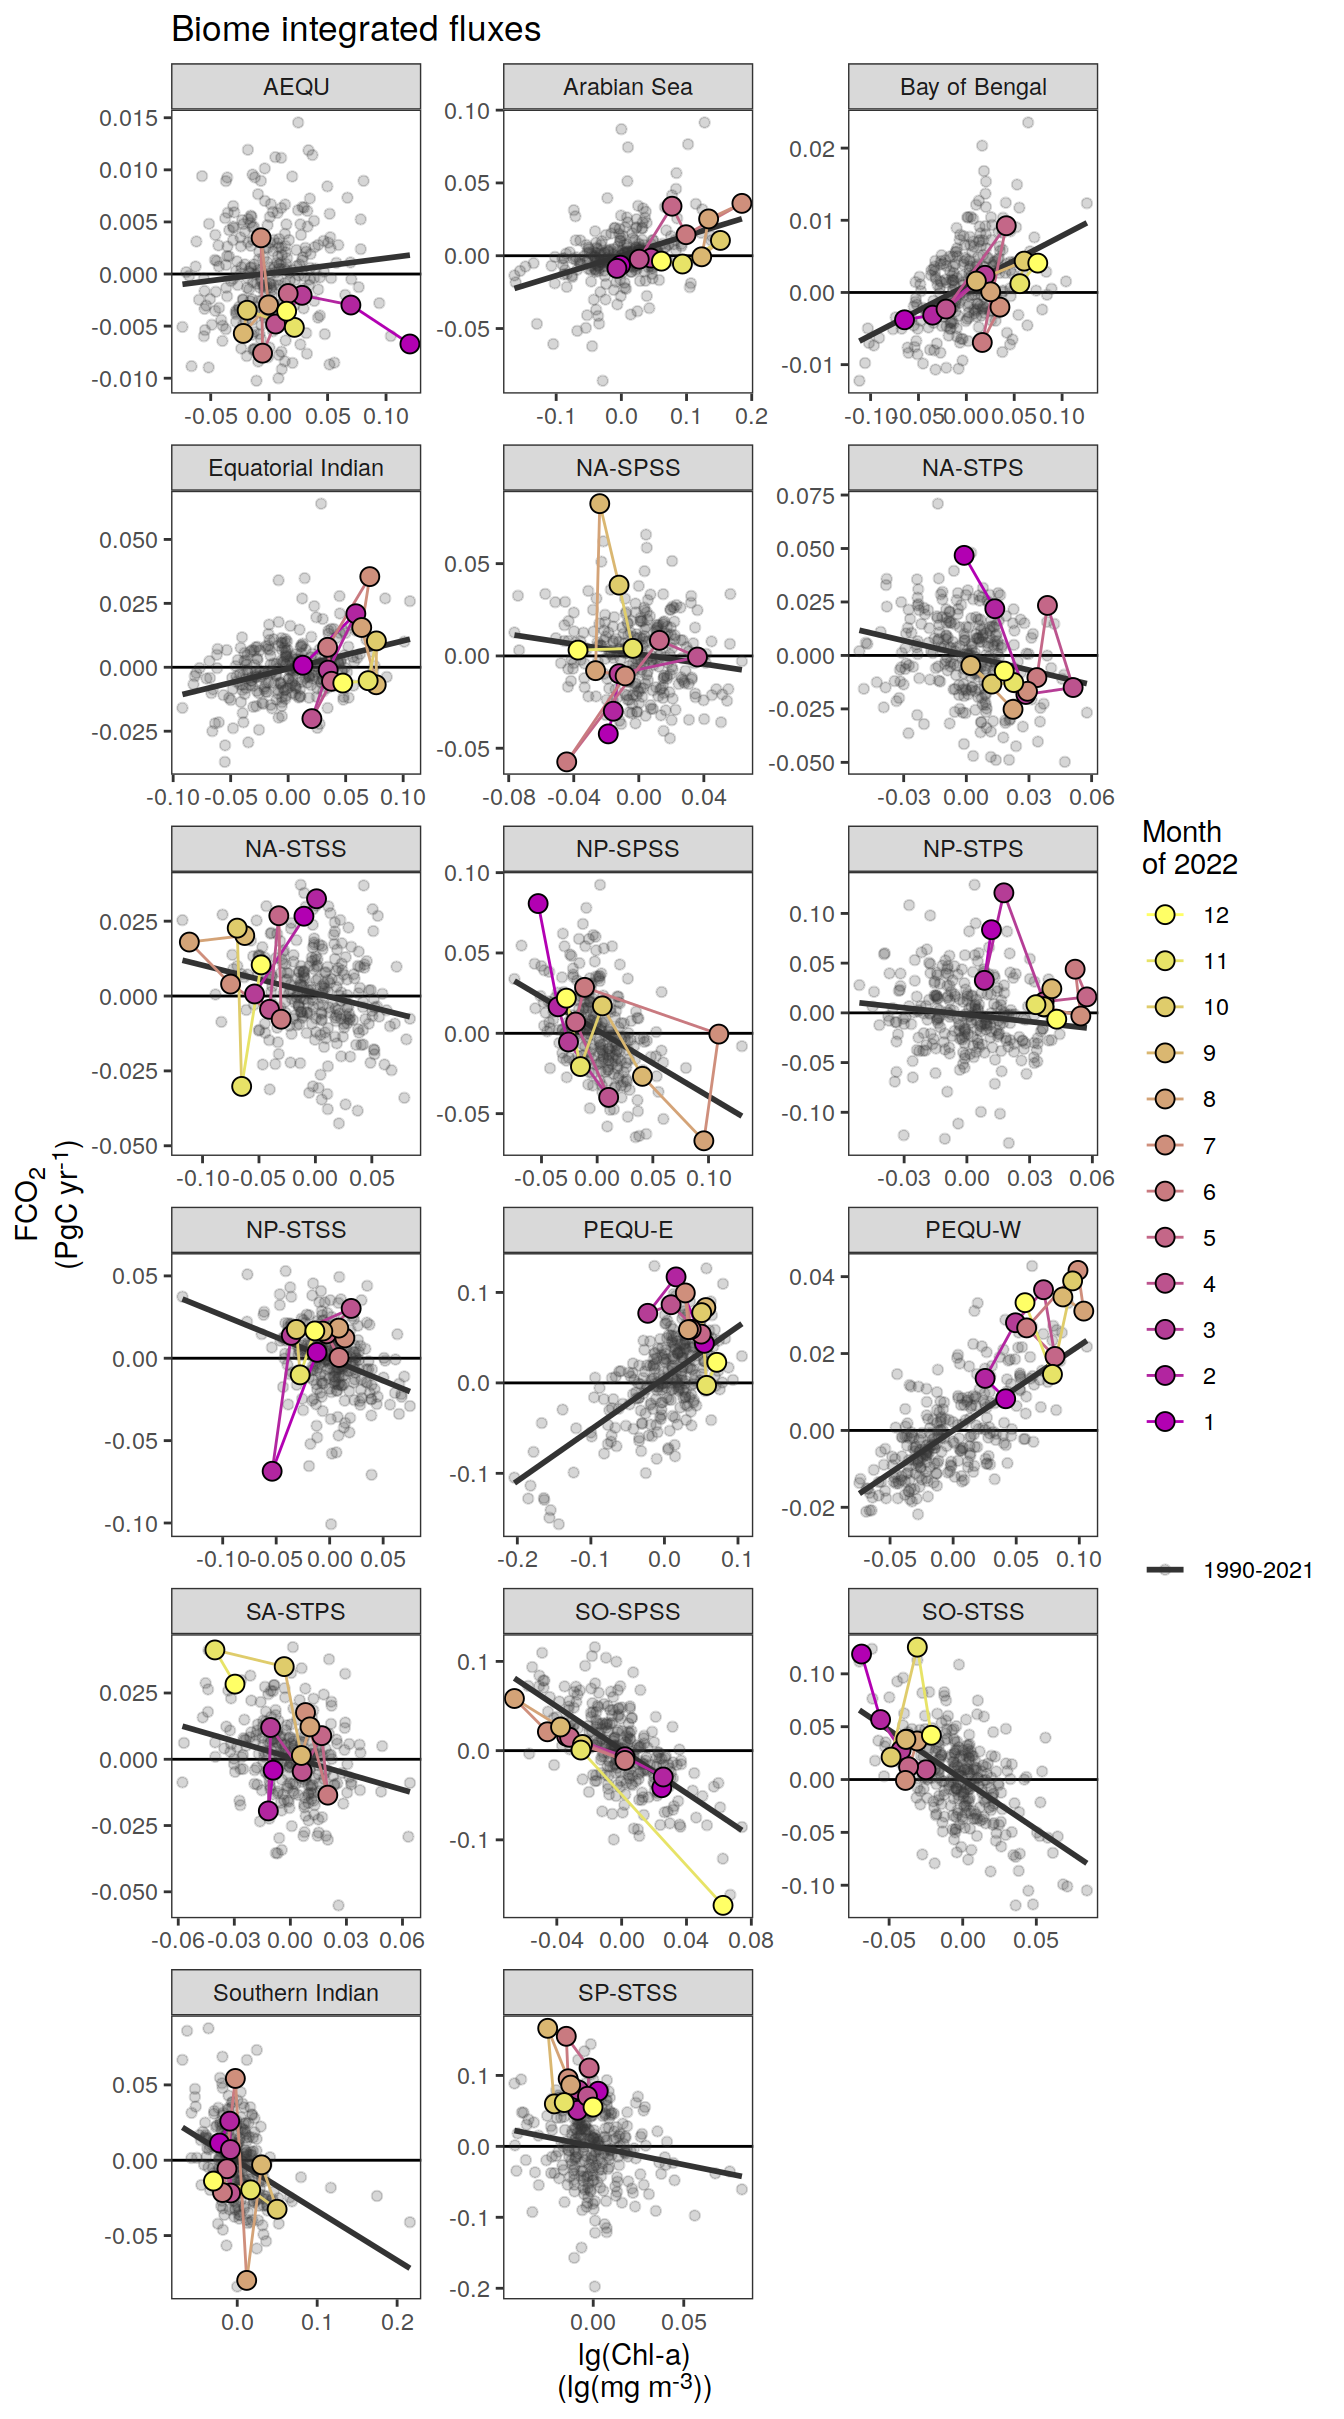 Biome integrated fluxes
AEQU
Arabian Sea
Bay of Bengal
0.015
0.010
0.005
0.000
-0.005
-0.010
0.10
0.05
0.00
-0.05
0.02
0.01
0.00
-0.01
-0.05 0.00 0.05 0.10
-0.1 0.0 0.1 0.2
-0.10 -0.05 0.00 0.05 0.10
Equatorial Indian
NA-SPSS
NA-STPS
0.050
0.025
0.000
-0.025
0.05
0.00
-0.05
0.075
0.050
0.025
0.000
-0.025
-0.050
-0.10 -0.05 0.00 0.05 0.10
-0.08 -0.04 0.00 0.04
-0.03 0.00 0.03 0.06
NA-STSS
NP-SPSS
NP-STPS
0.025
0.000
-0.025
-0.050
0.10
0.05
0.00
-0.05
0.10
0.05
0.00
-0.05
-0.10
-0.10 -0.05 0.00 0.05
-0.05 0.00 0.05 0.10
-0.03 0.00 0.03 0.06
NP-STSS
PEQU-E
PEQU-W
0.05
0.00
-0.05
-0.10
0.1
0.0
-0.1
0.04
0.02
0.00
-0.02
-0.10 -0.05 0.00 0.05
-0.2 -0.1 0.0 0.1
-0.05 0.00 0.05 0.10
SA-STPS
SO-SPSS
SO-STSS
0.025
0.000
-0.025
-0.050
0.1
0.0
-0.1
0.10
0.05
0.00
-0.05
-0.10
-0.06 -0.03 0.00 0.03 0.06
-0.04 0.00 0.04 0.08
-0.05 0.00 0.05
Southern Indian
SP-STSS
0.05
0.00
-0.05
0.1
0.0
-0.1
-0.2
0.0 0.1 0.2
0.00 0.05
FCO₂
(PgC yr⁻¹)
lg(Chl-a)
(lg(mg m⁻³))
Month
of 2022
12
11
10
9
8
7
6
5
4
3
2
1
1990-2021